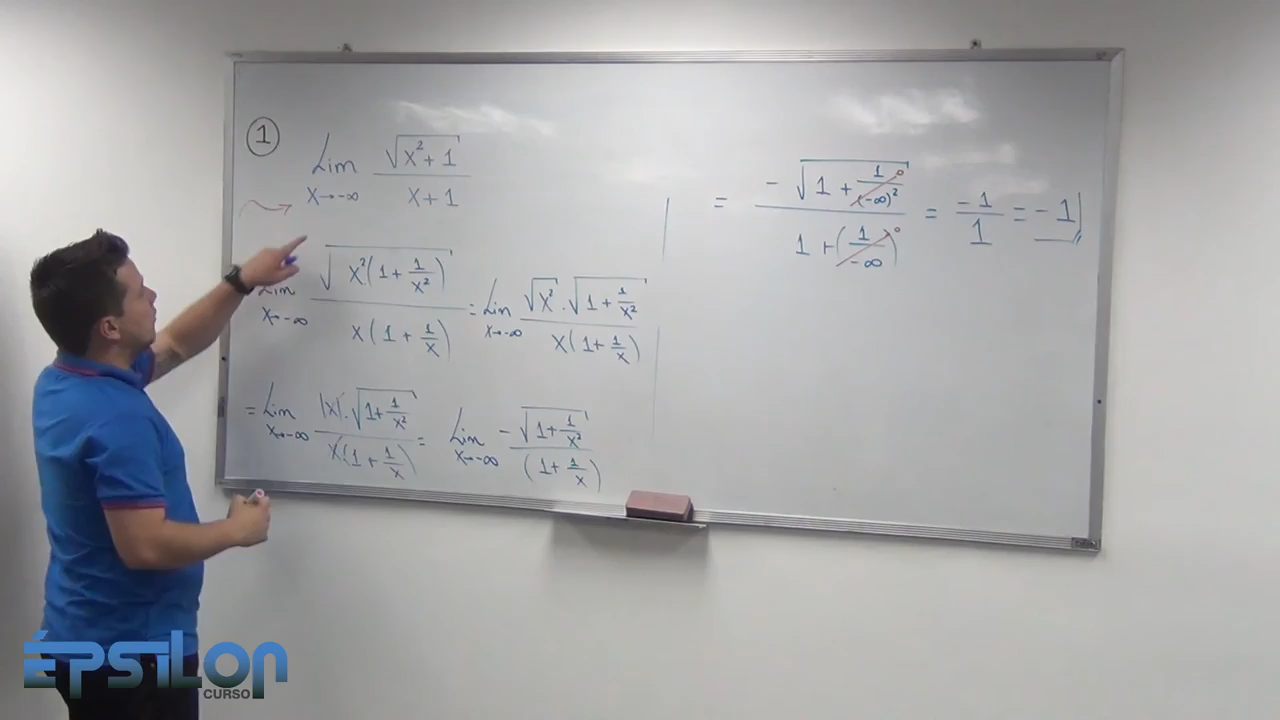 1
Lim x→-∞ √(x²+1) / (x+1)
Lim x→-∞ √(x²(1+1/x²)) / (x(1+1/x)) = Lim x→-∞ (√x² · √(1+1/x²)) / (x(1+1/x))
= Lim x→-∞ (|x| · √(1+1/x²)) / (x(1+1/x)) = Lim x→-∞ -√(1+1/x²) / (1+1/x)
= -√(1+1/(-∞)² 0) / (1+(1/-∞) 0) = -1/1 = -1
ÉPSILON
CURSO